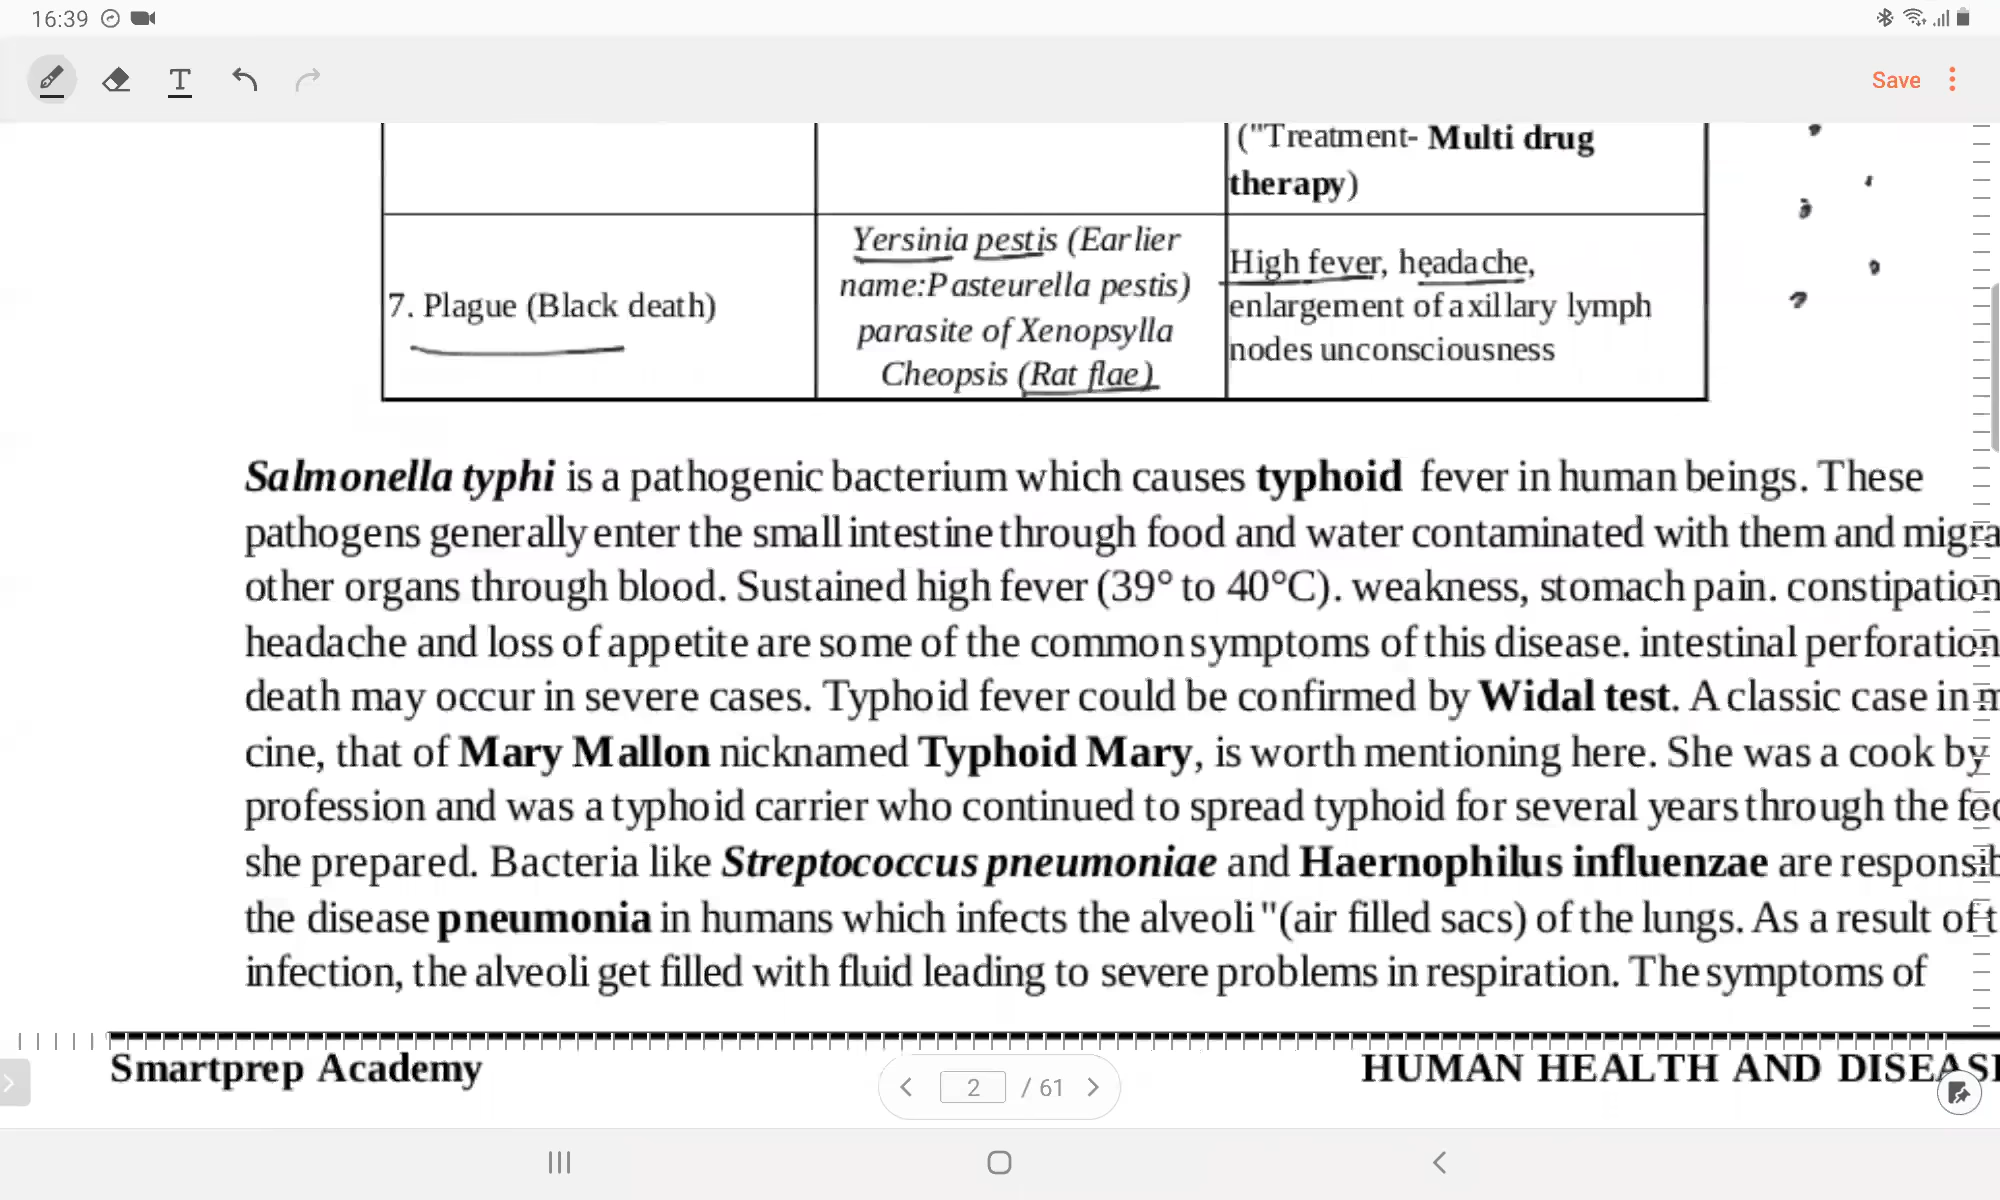 16:39
Save
("Treatment- Multi drug
therapy)
7. Plague (Black death)
Yersinia pestis (Earlier
name:Pasteurella pestis)
parasite of Xenopsylla
Cheopsis (Rat flae)
High fever, headache,
enlargement of axillary lymph
nodes unconsciousness
Salmonella typhi is a pathogenic bacterium which causes typhoid fever in human beings. These
pathogens generally enter the small intestine through food and water contaminated with them and migra
other organs through blood. Sustained high fever (39° to 40°C). weakness, stomach pain. constipation
headache and loss of appetite are some of the common symptoms of this disease. intestinal perforation
death may occur in severe cases. Typhoid fever could be confirmed by Widal test. A classic case in m
cine, that of Mary Mallon nicknamed Typhoid Mary, is worth mentioning here. She was a cook by
profession and was a typhoid carrier who continued to spread typhoid for several years through the foo
she prepared. Bacteria like Streptococcus pneumoniae and Haernophilus influenzae are responsib
the disease pneumonia in humans which infects the alveoli "(air filled sacs) of the lungs. As a result of t
infection, the alveoli get filled with fluid leading to severe problems in respiration. The symptoms of
Smartprep Academy
HUMAN HEALTH AND DISEASE
2 / 61